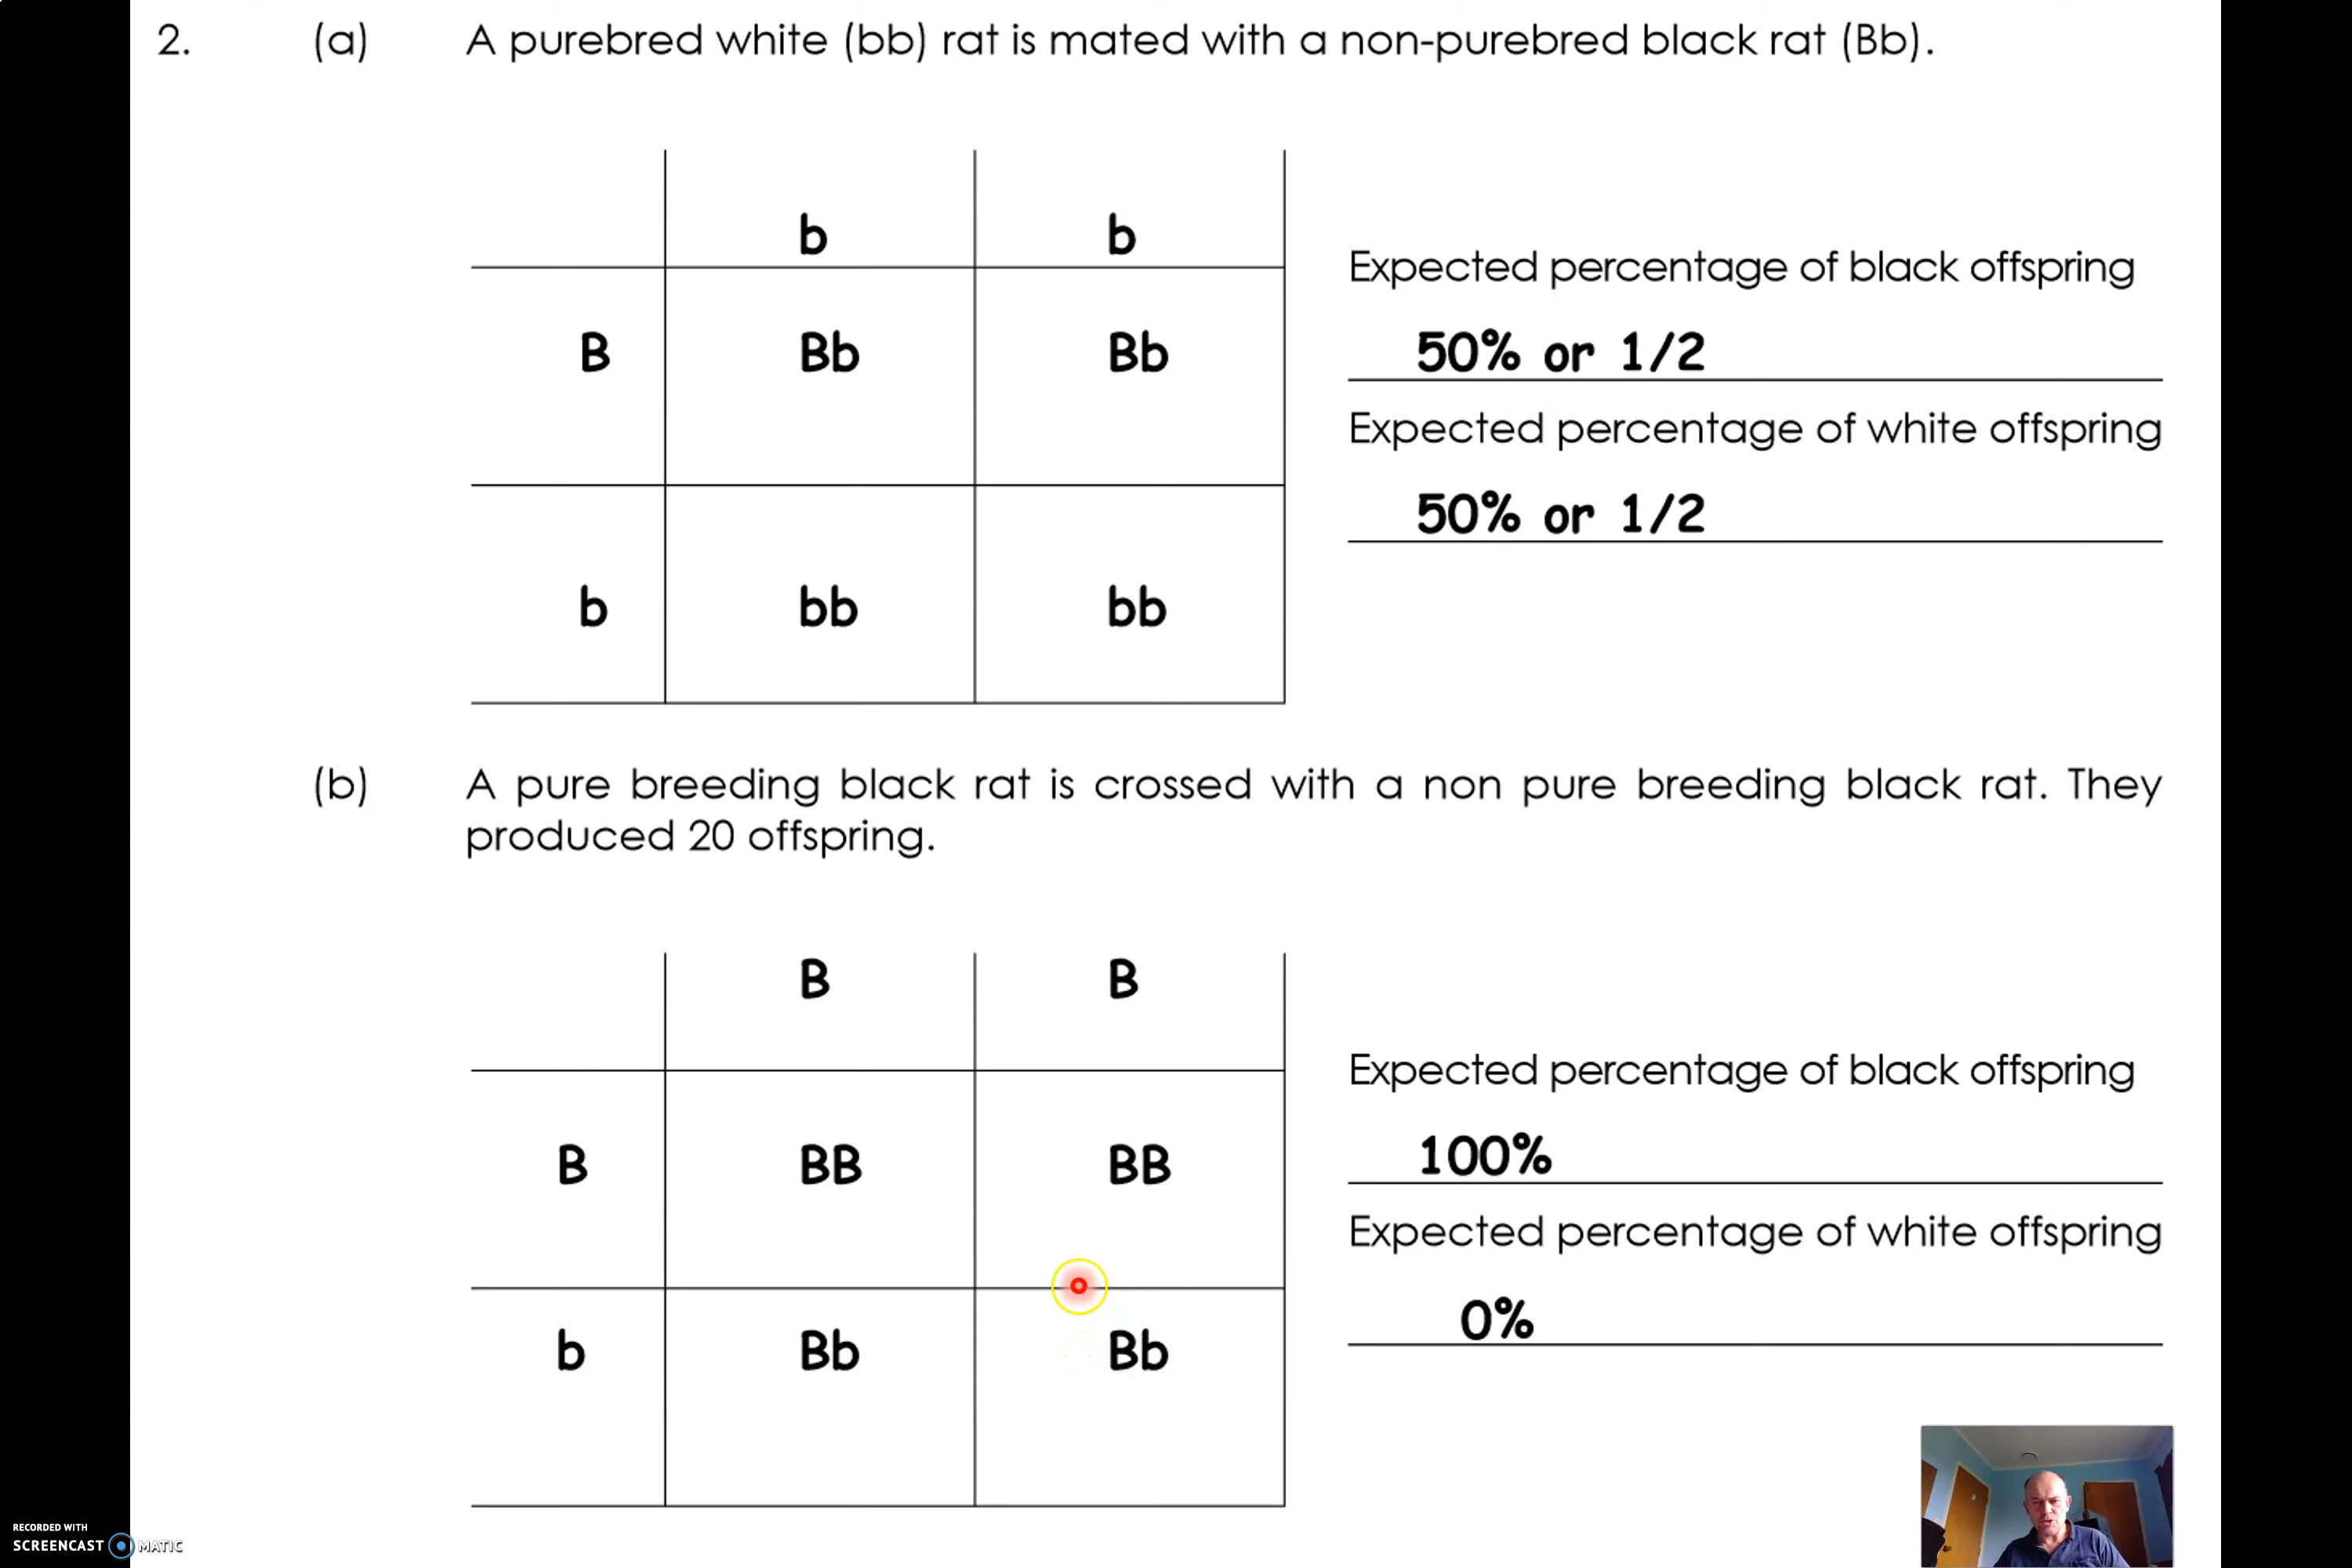 2. (a) A purebred white (bb) rat is mated with a non-purebred black rat (Bb).
b b
Expected percentage of black offspring
B Bb Bb
50% or 1/2
Expected percentage of white offspring
50% or 1/2
b bb bb
(b) A pure breeding black rat is crossed with a non pure breeding black rat. They
produced 20 offspring.
B B
Expected percentage of black offspring
B BB BB
100%
Expected percentage of white offspring
0%
b Bb Bb
RECORDED WITH
SCREENCAST MATIC